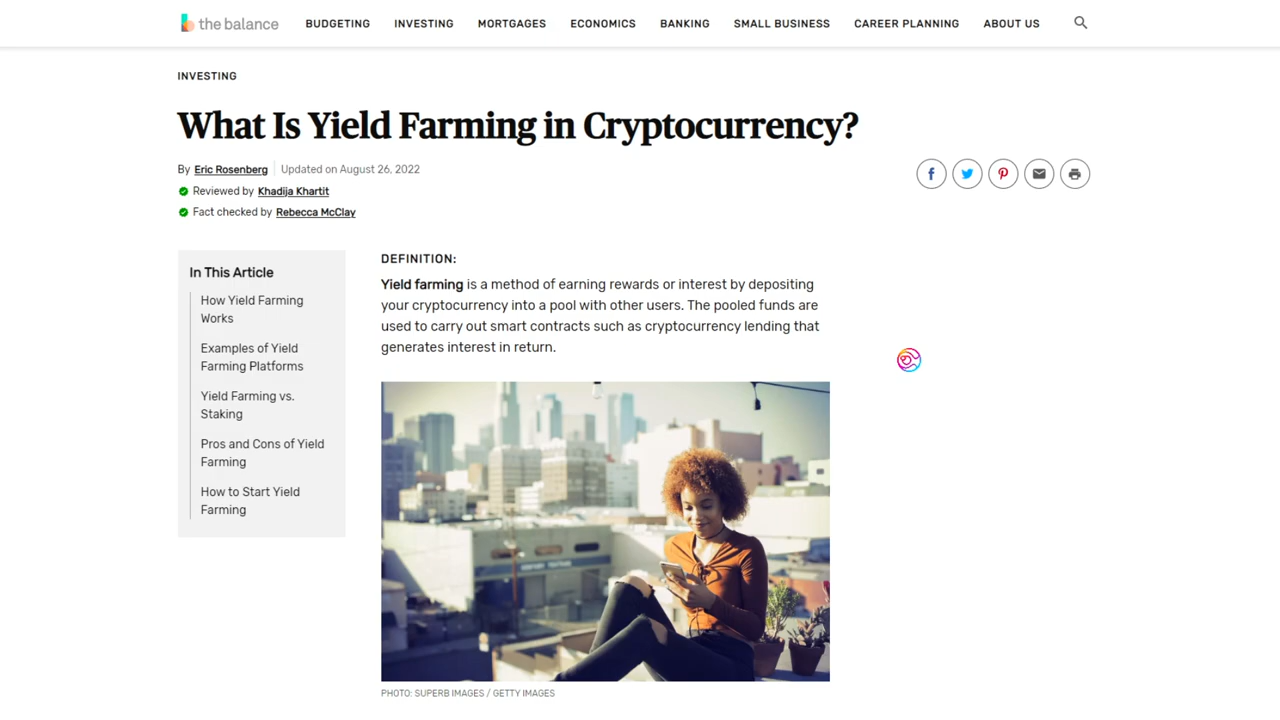 the balance
BUDGETING
INVESTING
MORTGAGES
ECONOMICS
BANKING
SMALL BUSINESS
CAREER PLANNING
ABOUT US
INVESTING
What Is Yield Farming in Cryptocurrency?
By Eric Rosenberg Updated on August 26, 2022
Reviewed by Khadija Khartit
Fact checked by Rebecca McClay
In This Article
How Yield Farming
Works
Examples of Yield
Farming Platforms
Yield Farming vs.
Staking
Pros and Cons of Yield
Farming
How to Start Yield
Farming
DEFINITION:
Yield farming is a method of earning rewards or interest by depositing
your cryptocurrency into a pool with other users. The pooled funds are
used to carry out smart contracts such as cryptocurrency lending that
generates interest in return.
PHOTO: SUPERB IMAGES / GETTY IMAGES